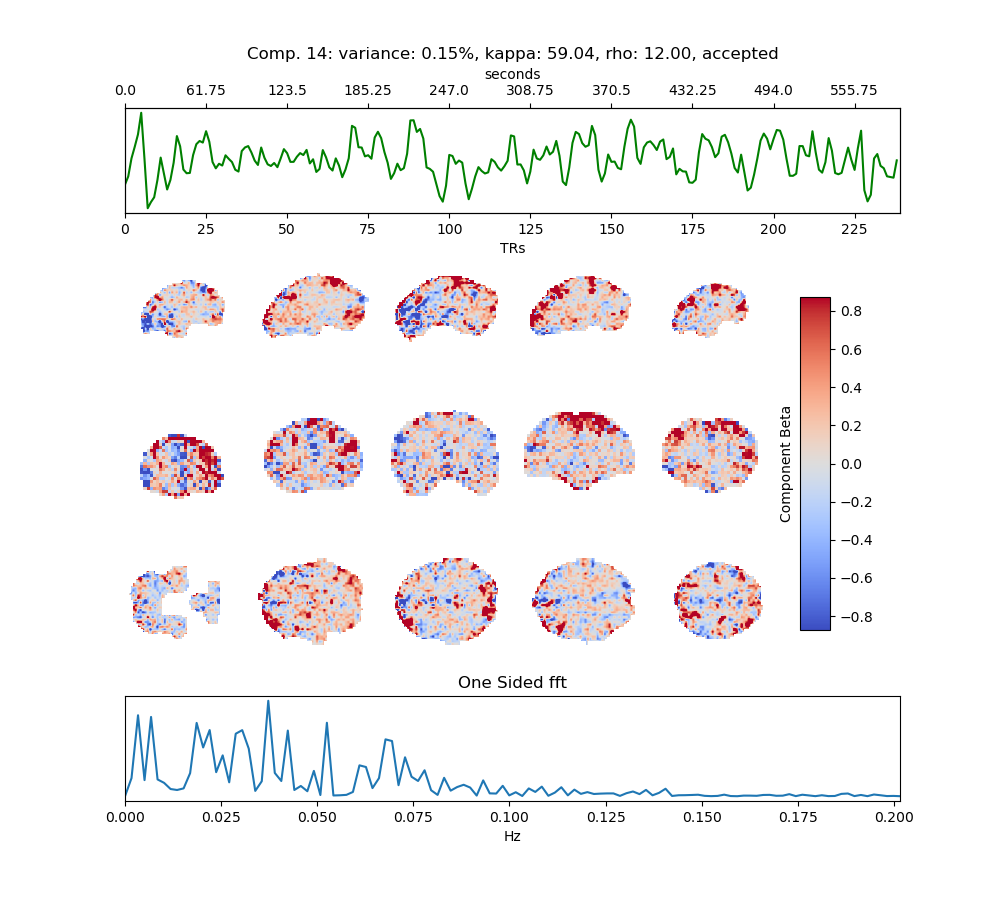 Comp. 14: variance: 0.15%, kappa: 59.04, rho: 12.00, accepted
seconds
0.0 61.75 123.5 185.25 247.0 308.75 370.5 432.25 494.0 555.75
0 25 50 75 100 125 150 175 200 225
TRs
0.8
0.6
0.4
0.2
0.0
−0.2
−0.4
−0.6
−0.8
Component Beta
One Sided fft
0.000 0.025 0.050 0.075 0.100 0.125 0.150 0.175 0.200
Hz